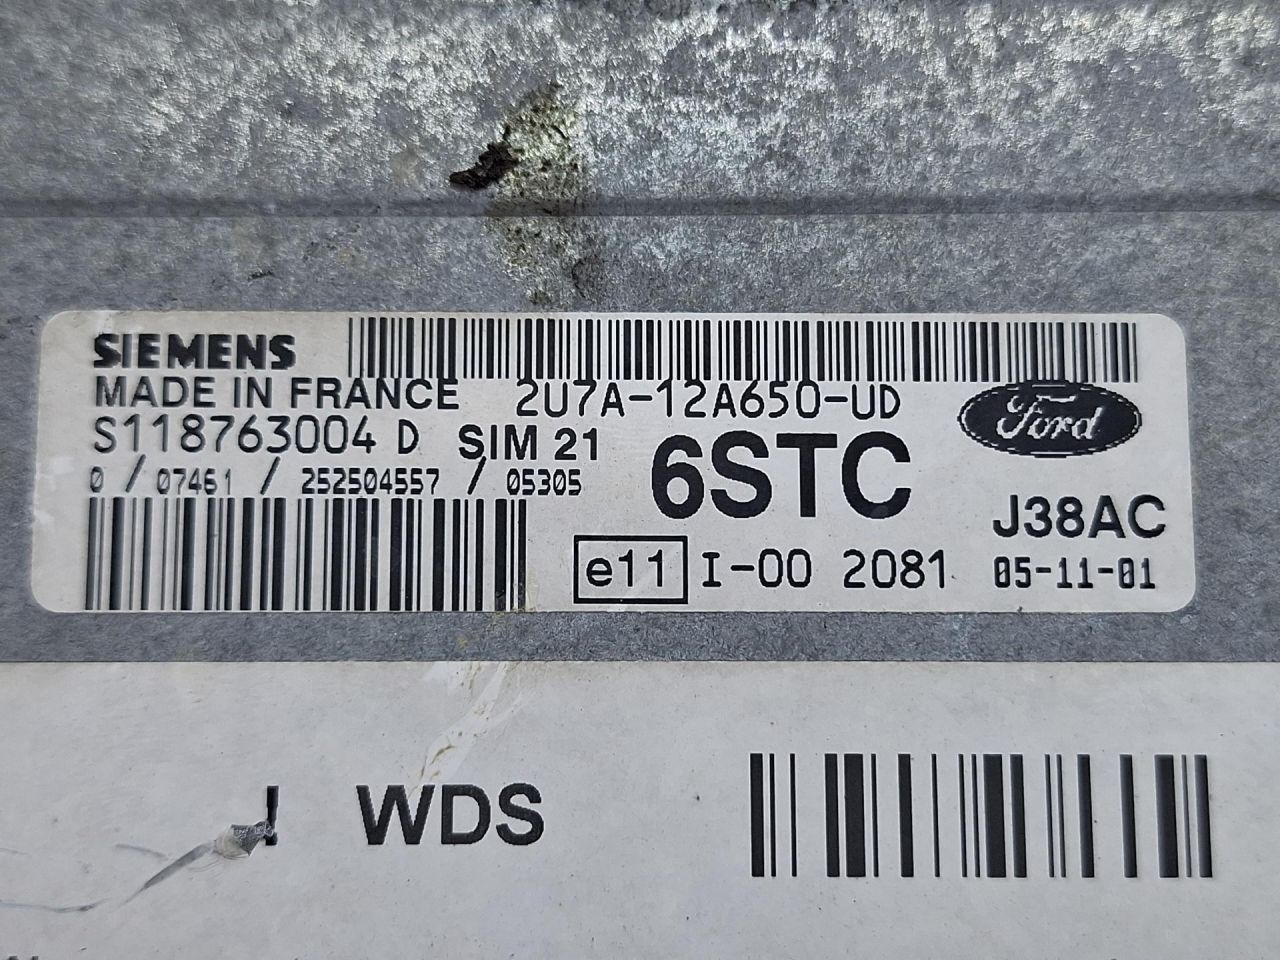 SIEMENS
MADE IN FRANCE 2U7A-12A650-UD
S118763004 D SIM 21 6STC Ford
0 / 07461 / 252504557 / 05305
J38AC
e11 I-00 2081 05-11-01
WDS